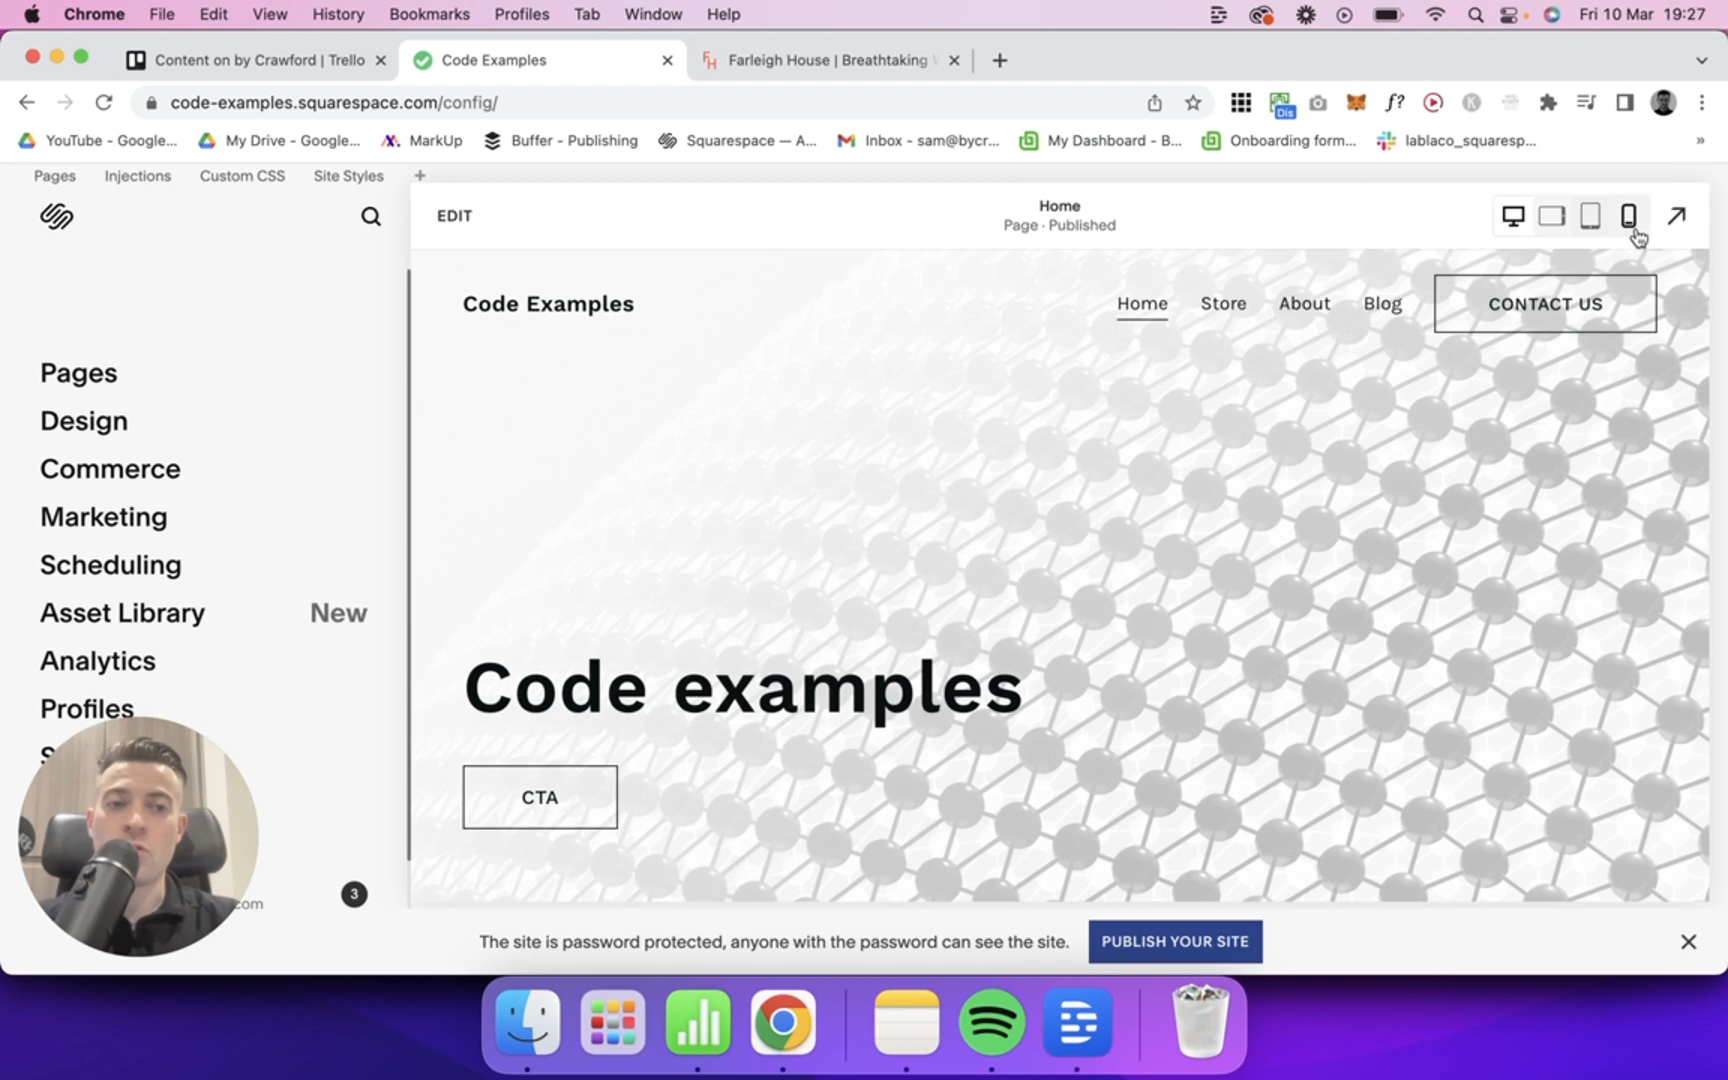 Chrome File Edit View History Bookmarks Profiles Tab Window Help Fri 10 Mar 19:27
Content on by Crawford | Trello Code Examples Farleigh House | Breathtaking
code-examples.squarespace.com/config/ Dis f?
YouTube - Google... My Drive - Google... MarkUp Buffer - Publishing Squarespace — A... Inbox - sam@bycr... My Dashboard - B... Onboarding form... lablaco_squaresp... »
Pages Injections Custom CSS Site Styles +
EDIT
Home
Page · Published
Code Examples Home Store About Blog CONTACT US
Pages
Design
Commerce
Marketing
Scheduling
Asset Library New
Analytics
Profiles
Code examples
CTA
com 3
The site is password protected, anyone with the password can see the site. PUBLISH YOUR SITE